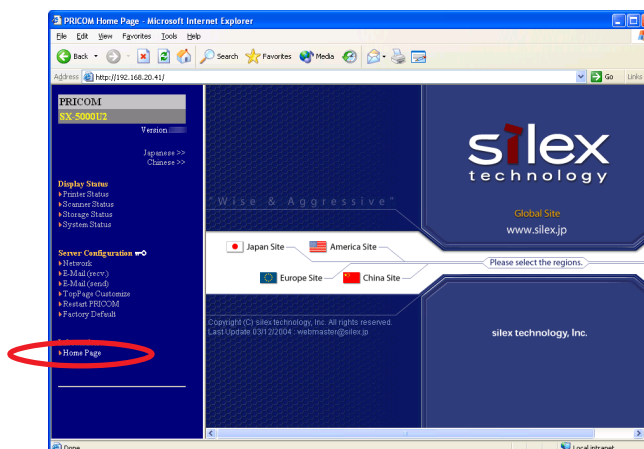 PRICOM Home Page - Microsoft Internet Explorer
File Edit View Favorites Tools Help
Back Search Favorites Media
Address http://192.168.20.41/ Go Links
PRICOM
SX-5000U2
Version
Japanese >>
Chinese >>
Display Status
Printer Status
Scanner Status
Storage Status
System Status
Server Configuration
Network
E-Mail (recv.)
E-Mail (send)
TopPage Customize
Restart PRICOM
Factory Default
Home Page
silex
technology
"Wise & Aggressive"
Global Site
www.silex.jp
Japan Site America Site
Please select the regions.
Europe Site China Site
Copyright (C) silex technology, Inc. All rights reserved.
Last Update 03/12/2004 : webmaster@silex.jp
silex technology, Inc.
Done Local intranet